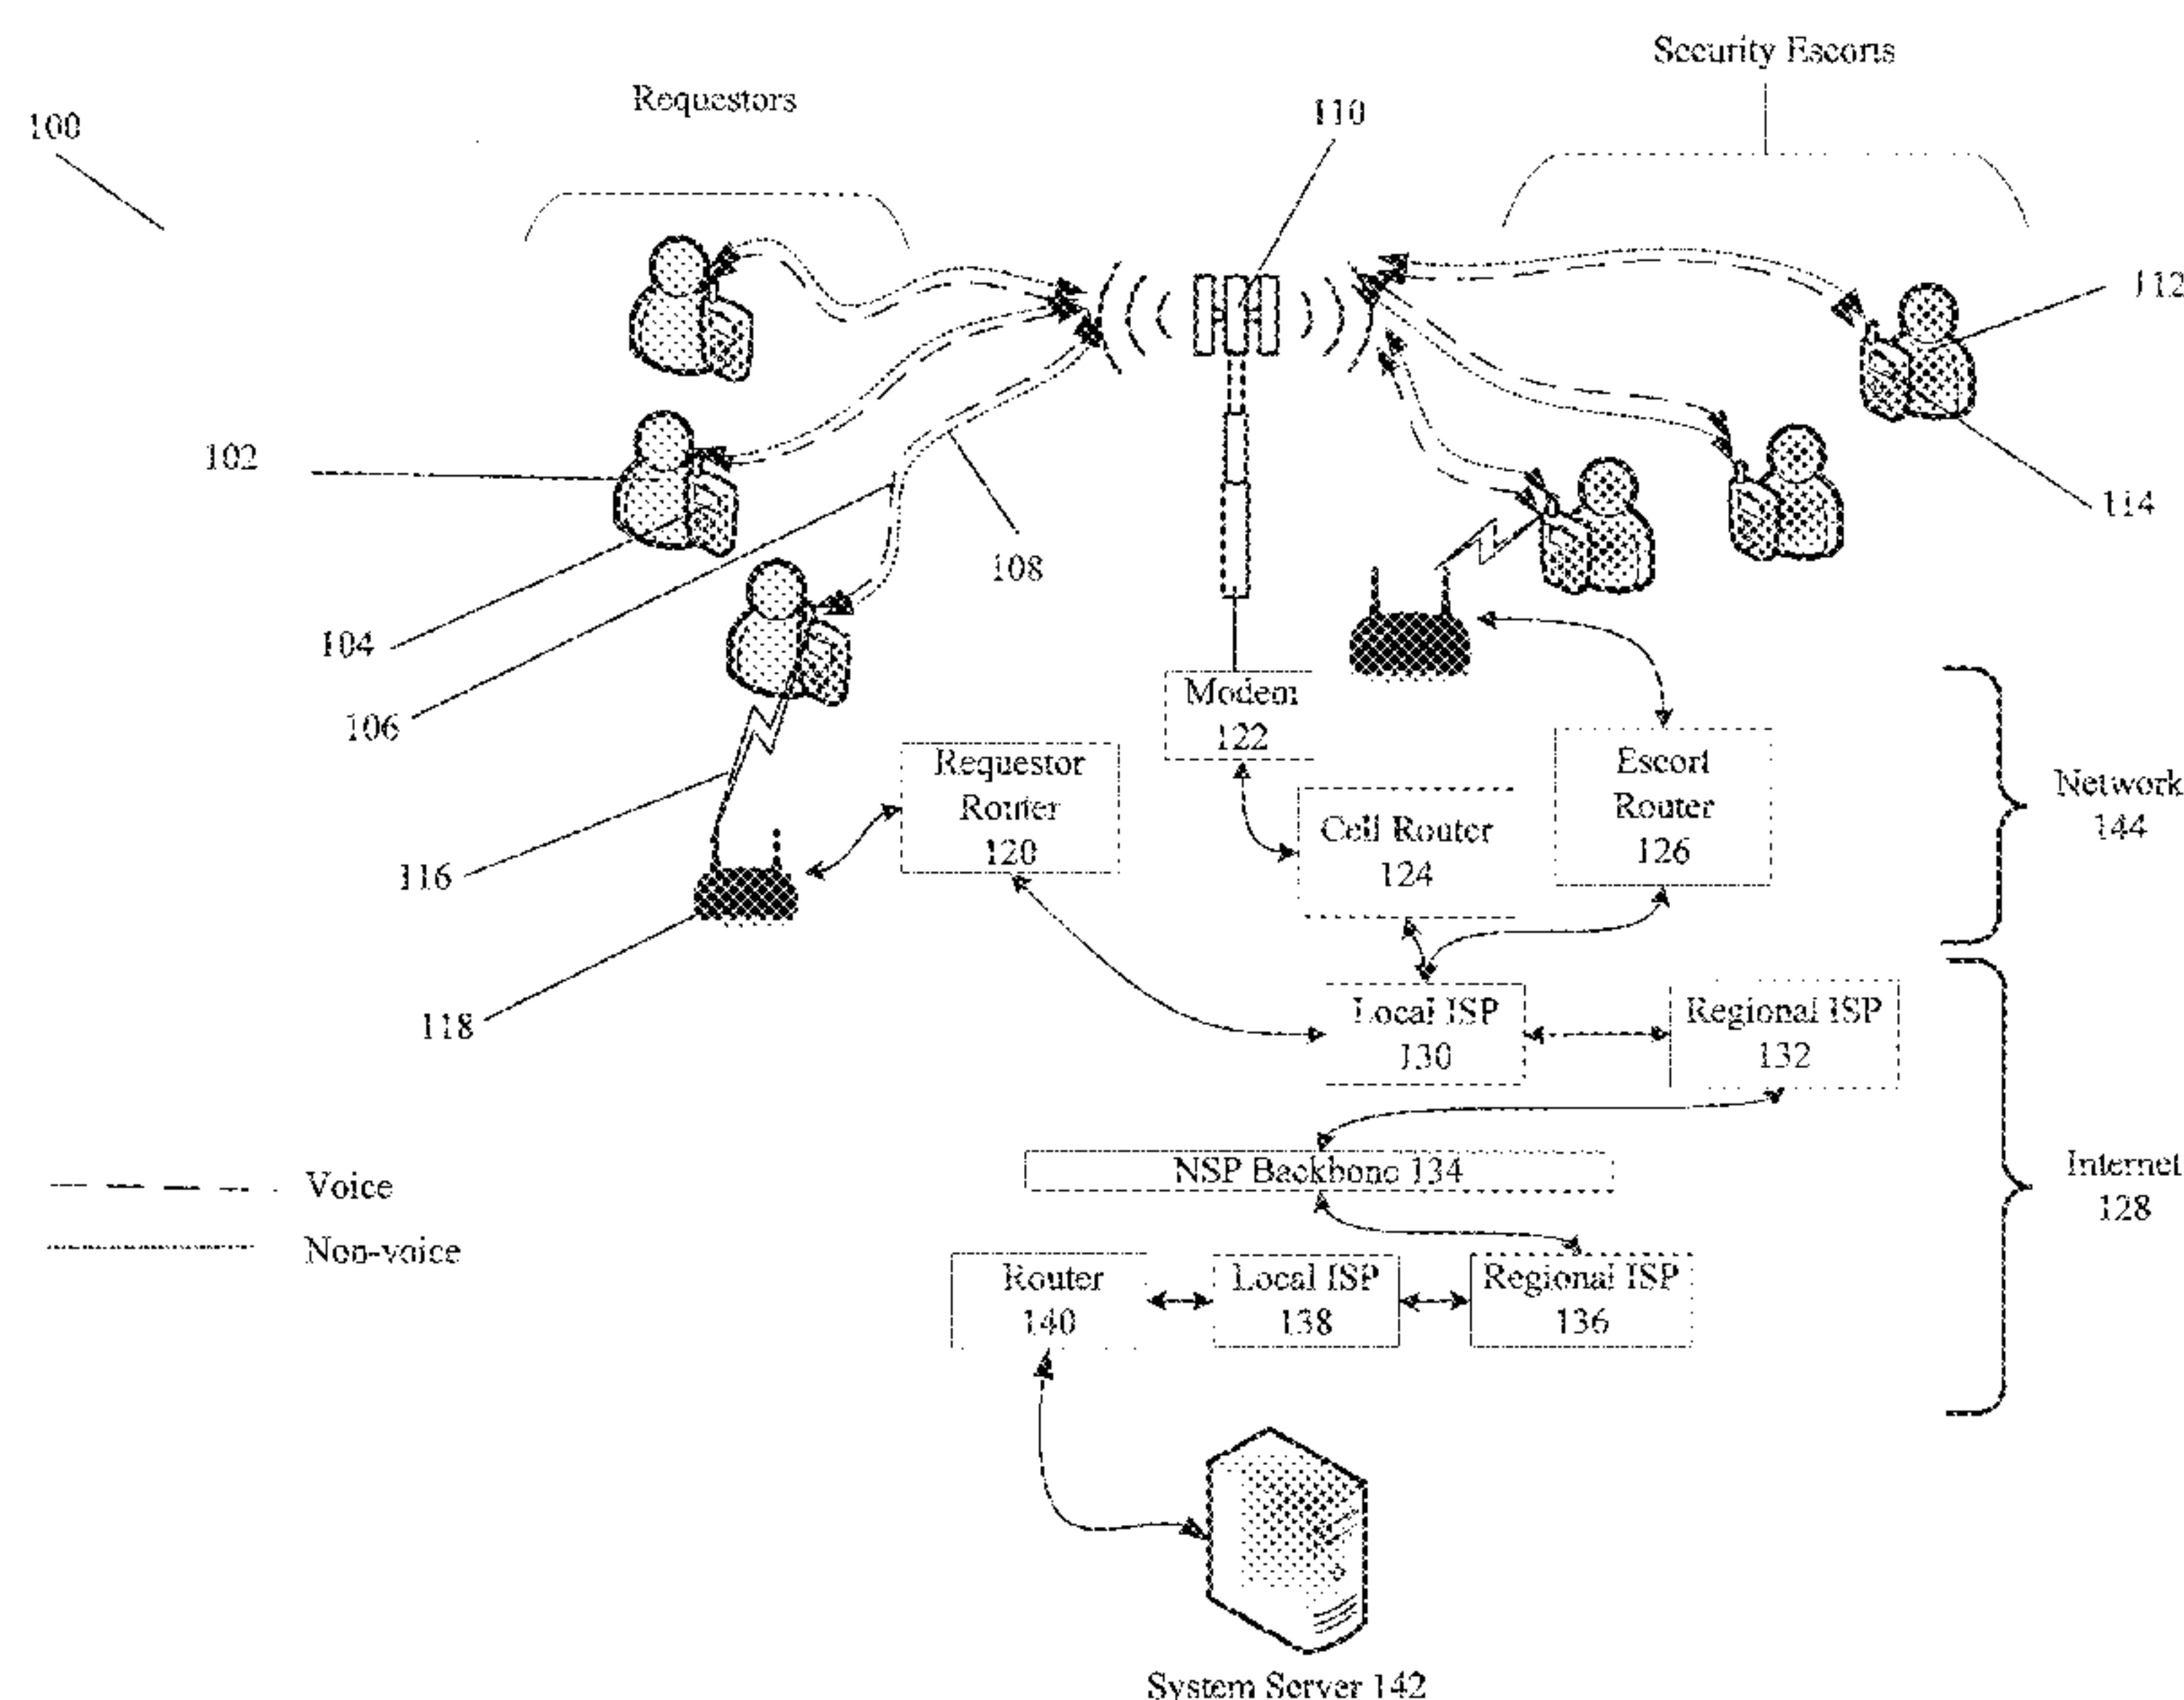 Security Escorts
Requestors
110
100
112
102
114
108
104
106
Modem
122
Requestor
Router
120
Escort
Router
126
Network
144
Cell Router
124
116
118
Local ISP
130
Regional ISP
132
NSP Backbone 134
Internet
128
Voice
Non-voice
Router
140
Local ISP
138
Regional ISP
136
System Server 142